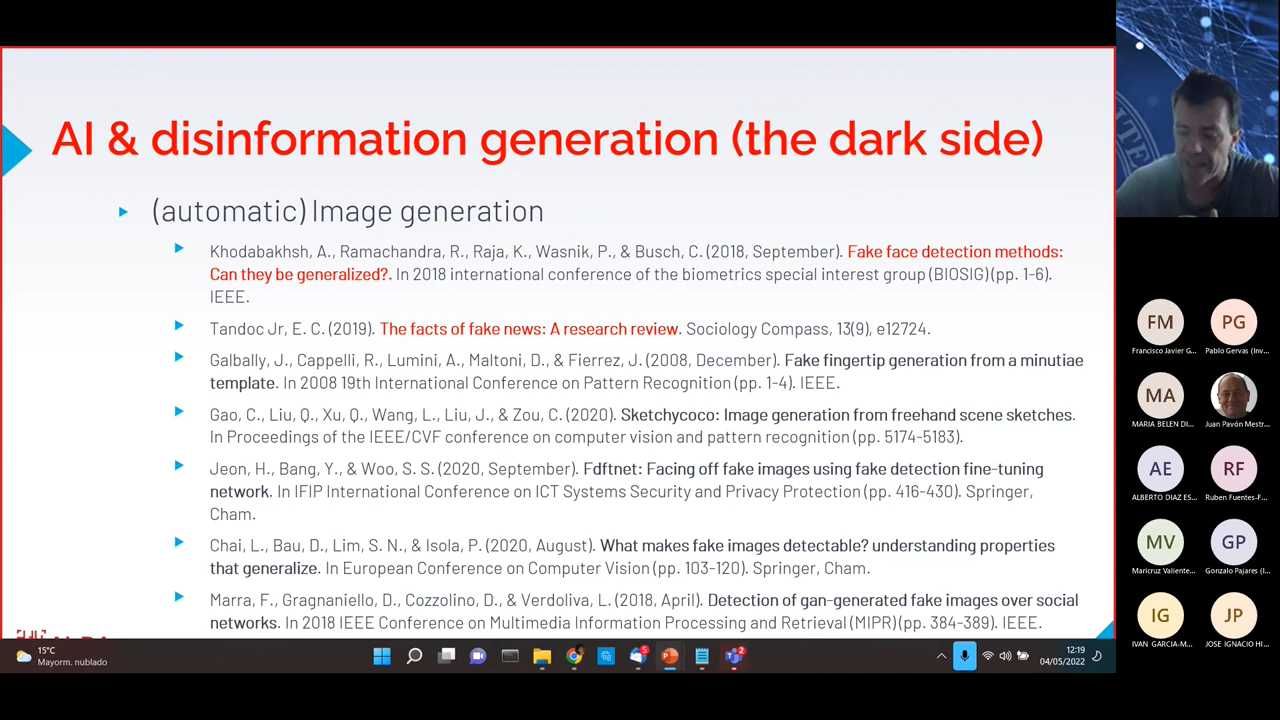 AI & disinformation generation (the dark side)
(automatic) Image generation
Khodabakhsh, A., Ramachandra, R., Raja, K., Wasnik, P., & Busch, C. (2018, September). Fake face detection methods:
Can they be generalized?. In 2018 international conference of the biometrics special interest group (BIOSIG) (pp. 1-6).
IEEE.
Tandoc Jr, E. C. (2019). The facts of fake news: A research review. Sociology Compass, 13(9), e12724.
Galbally, J., Cappelli, R., Lumini, A., Maltoni, D., & Fierrez, J. (2008, December). Fake fingertip generation from a minutiae
template. In 2008 19th International Conference on Pattern Recognition (pp. 1-4). IEEE.
Gao, C., Liu, Q., Xu, Q., Wang, L., Liu, J., & Zou, C. (2020). Sketchycoco: Image generation from freehand scene sketches.
In Proceedings of the IEEE/CVF conference on computer vision and pattern recognition (pp. 5174-5183).
Jeon, H., Bang, Y., & Woo, S. S. (2020, September). Fdftnet: Facing off fake images using fake detection fine-tuning
network. In IFIP International Conference on ICT Systems Security and Privacy Protection (pp. 416-430). Springer,
Cham.
Chai, L., Bau, D., Lim, S. N., & Isola, P. (2020, August). What makes fake images detectable? understanding properties
that generalize. In European Conference on Computer Vision (pp. 103-120). Springer, Cham.
Marra, F., Gragnaniello, D., Cozzolino, D., & Verdoliva, L. (2018, April). Detection of gan-generated fake images over social
networks. In 2018 IEEE Conference on Multimedia Information Processing and Retrieval (MIPR) (pp. 384-389). IEEE.
15°C
Mayorm. nublado
5
2
12:19
04/05/2022
FM
PG
Francisco Javier G...
Pablo Gervas (Inv...
MA
MARIA BELEN DI...
Juan Pavón Mestr...
AE
RF
ALBERTO DIAZ ES...
Ruben Fuentes-F...
MV
GP
Maricruz Valiente...
Gonzalo Pajares (I...
IG
JP
IVAN GARCIA-M...
JOSE IGNACIO HI...